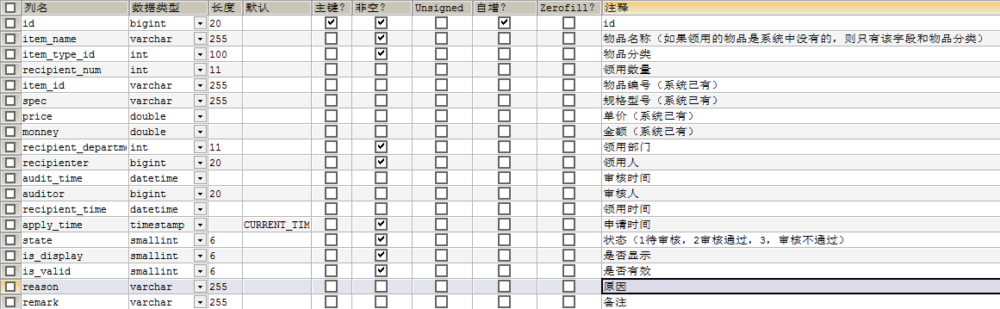 列名 数据类型 长度 默认 主键? 非空? Unsigned 自增? Zerofill? 注释
id bigint 20 id
item_name varchar 255 物品名称（如果领用的物品是系统中没有的，则只有该字段和物品分类）
item_type_id int 100 物品分类
recipient_num int 11 领用数量
item_id varchar 255 物品编号（系统已有）
spec varchar 255 规格型号（系统已有）
price double 单价（系统已有）
monney double 金额（系统已有）
recipient_departme int 11 领用部门
recipienter bigint 20 领用人
audit_time datetime 审核时间
auditor bigint 20 审核人
recipient_time datetime 领用时间
apply_time timestamp CURRENT_TIM 申请时间
state smallint 6 状态（1待审核，2审核通过，3，审核不通过）
is_display smallint 6 是否显示
is_valid smallint 6 是否有效
reason varchar 255 原因
remark varchar 255 备注